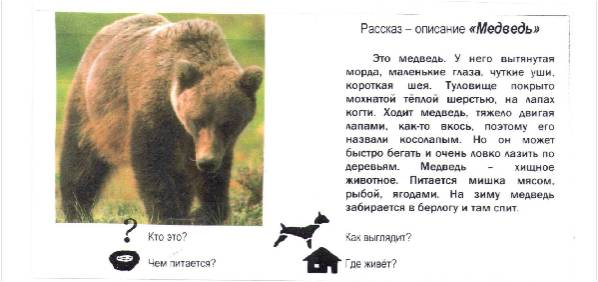 Рассказ – описание «Медведь»
Это медведь. У него вытянутая
морда, маленькие глаза, чуткие уши,
короткая шея. Туловище покрыто
мохнатой тёплой шерстью, на лапах
когти. Ходит медведь, тяжело двигая
лапами, как-то вкось, поэтому его
назвали косолапым. Но он может
быстро бегать и очень ловко лазить по
деревьям. Медведь – хищное
животное. Питается мишка мясом,
рыбой, ягодами. На зиму медведь
забирается в берлогу и там спит.
? Кто это?
Как выглядит?
Чем питается?
Где живёт?